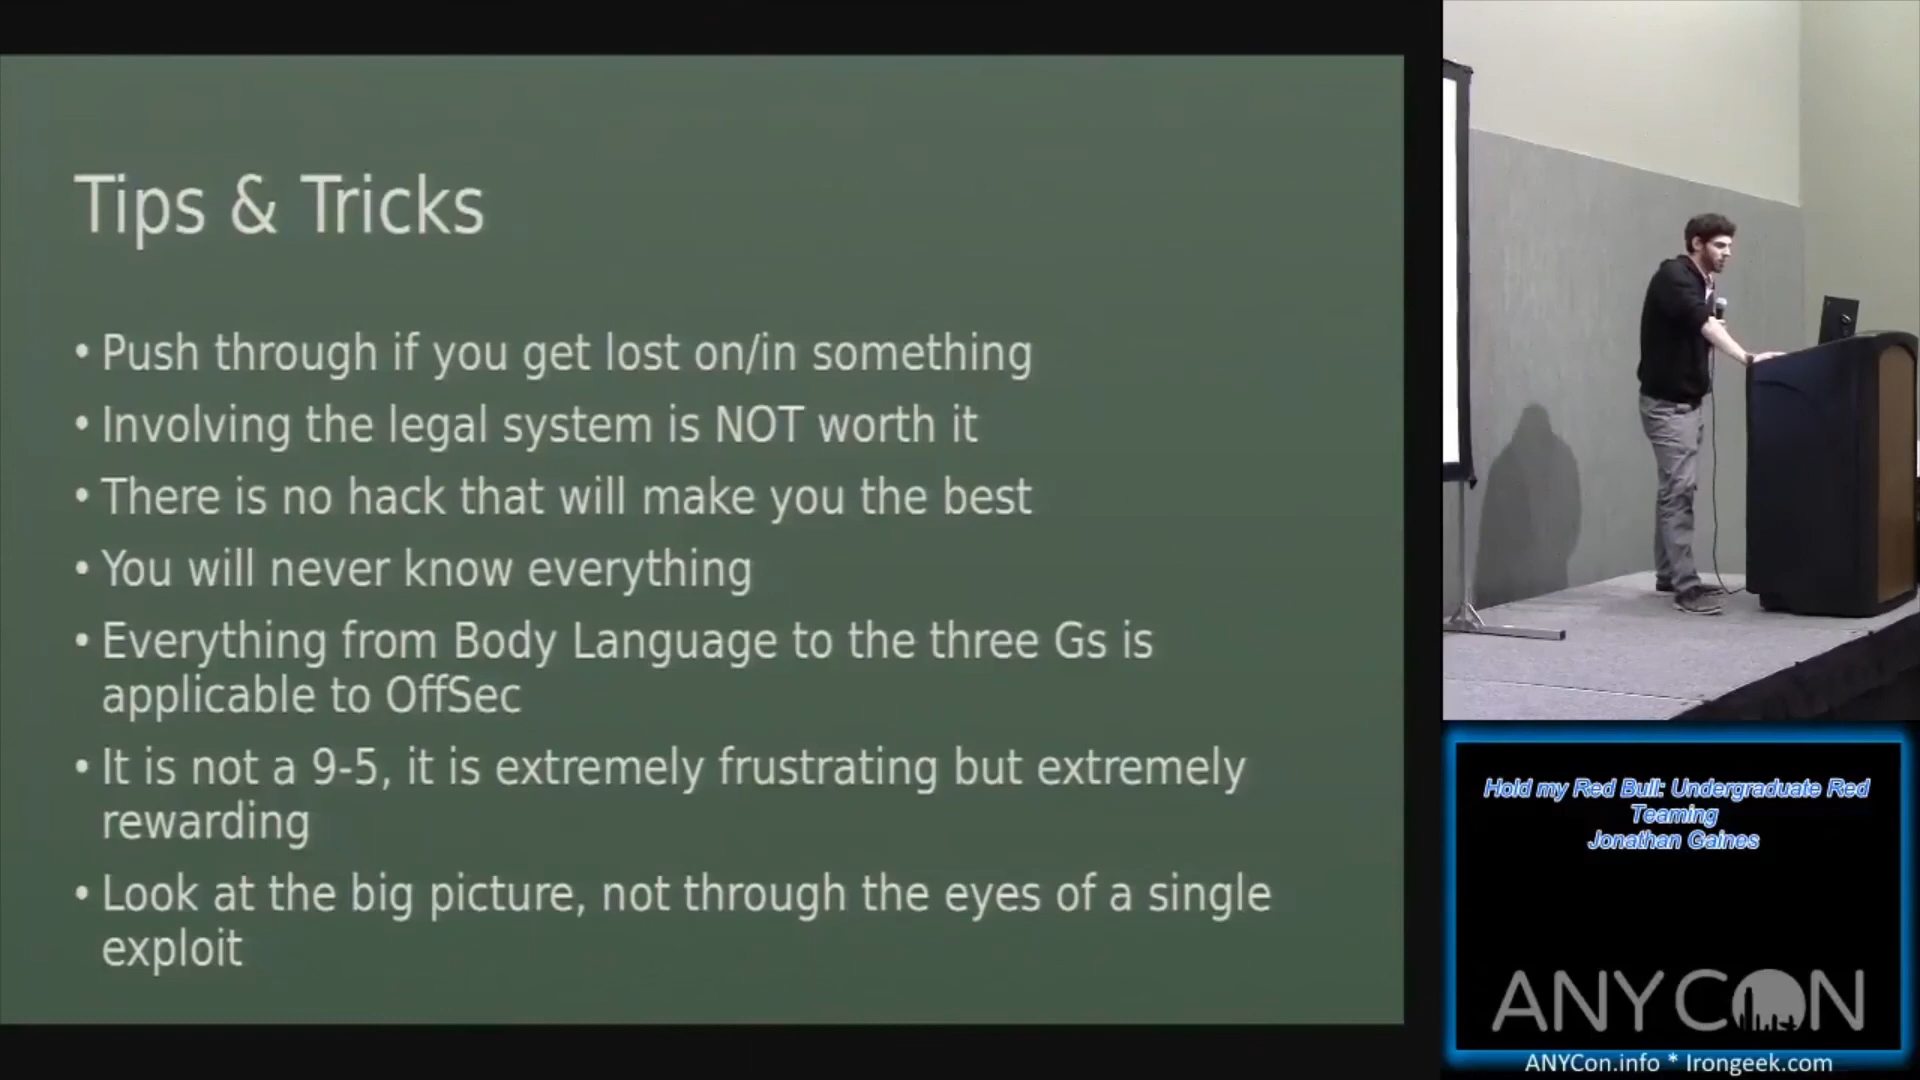 Tips & Tricks
• Push through if you get lost on/in something
• Involving the legal system is NOT worth it
• There is no hack that will make you the best
• You will never know everything
• Everything from Body Language to the three Gs is
applicable to OffSec
• It is not a 9-5, it is extremely frustrating but extremely
rewarding
• Look at the big picture, not through the eyes of a single
exploit
Hold my Red Bull: Undergraduate Red
Teaming
Jonathan Gaines
ANYCON
ANYCon.info * Irongeek.com